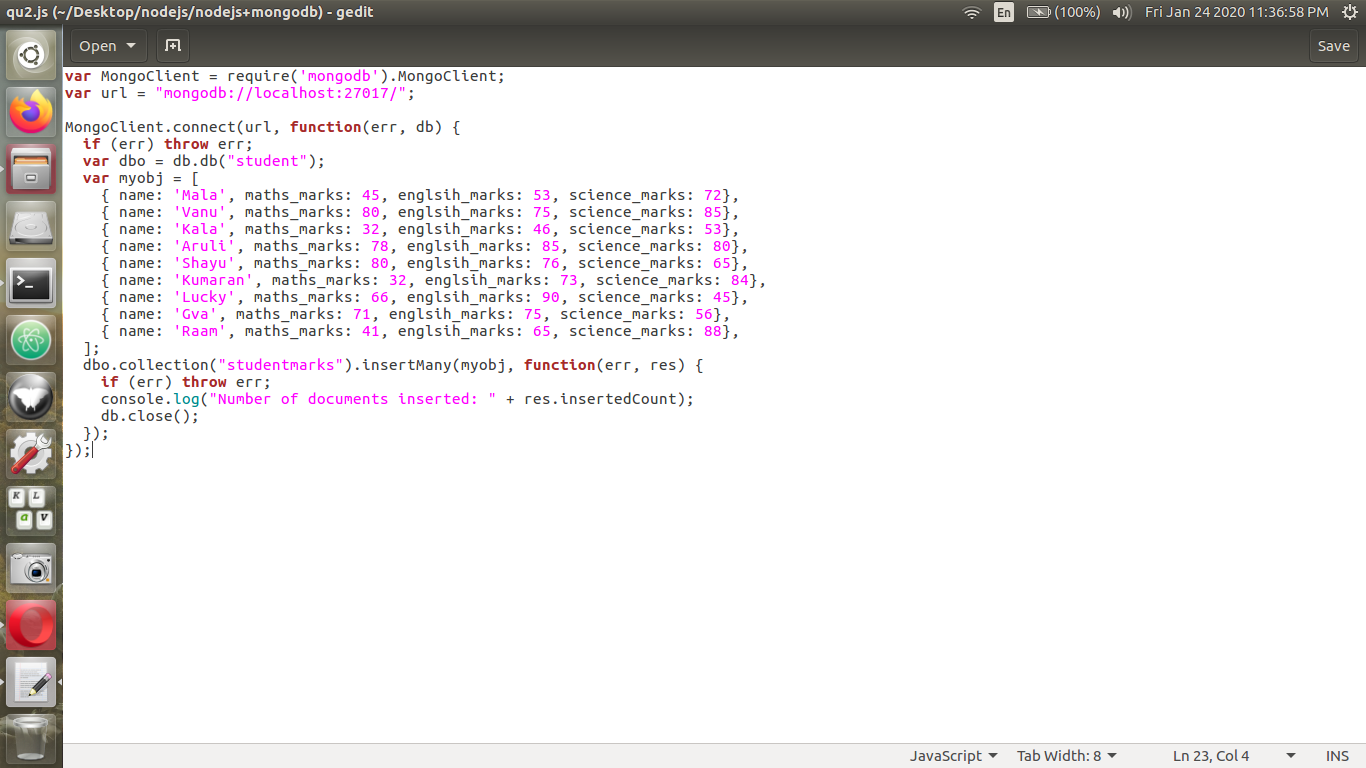 qu2.js (~/Desktop/nodejs/nodejs+mongodb) - gedit En (100%) Fri Jan 24 2020 11:36:58 PM
Open Save
var MongoClient = require('mongodb').MongoClient;
var url = "mongodb://localhost:27017/";

MongoClient.connect(url, function(err, db) {
  if (err) throw err;
  var dbo = db.db("student");
  var myobj = [
    { name: 'Mala', maths_marks: 45, englsih_marks: 53, science_marks: 72},
    { name: 'Vanu', maths_marks: 80, englsih_marks: 75, science_marks: 85},
    { name: 'Kala', maths_marks: 32, englsih_marks: 46, science_marks: 53},
    { name: 'Aruli', maths_marks: 78, englsih_marks: 85, science_marks: 80},
    { name: 'Shayu', maths_marks: 80, englsih_marks: 76, science_marks: 65},
    { name: 'Kumaran', maths_marks: 32, englsih_marks: 73, science_marks: 84},
    { name: 'Lucky', maths_marks: 66, englsih_marks: 90, science_marks: 45},
    { name: 'Gva', maths_marks: 71, englsih_marks: 75, science_marks: 56},
    { name: 'Raam', maths_marks: 41, englsih_marks: 65, science_marks: 88},
  ];
  dbo.collection("studentmarks").insertMany(myobj, function(err, res) {
    if (err) throw err;
    console.log("Number of documents inserted: " + res.insertedCount);
    db.close();
  });
});
K L
a v
JavaScript Tab Width: 8 Ln 23, Col 4 INS